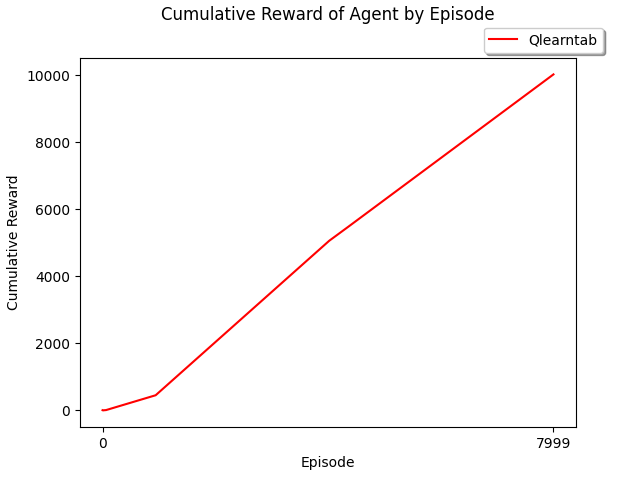 Cumulative Reward of Agent by Episode
Qlearntab
10000
8000
6000
4000
2000
0
Cumulative Reward
0
7999
Episode